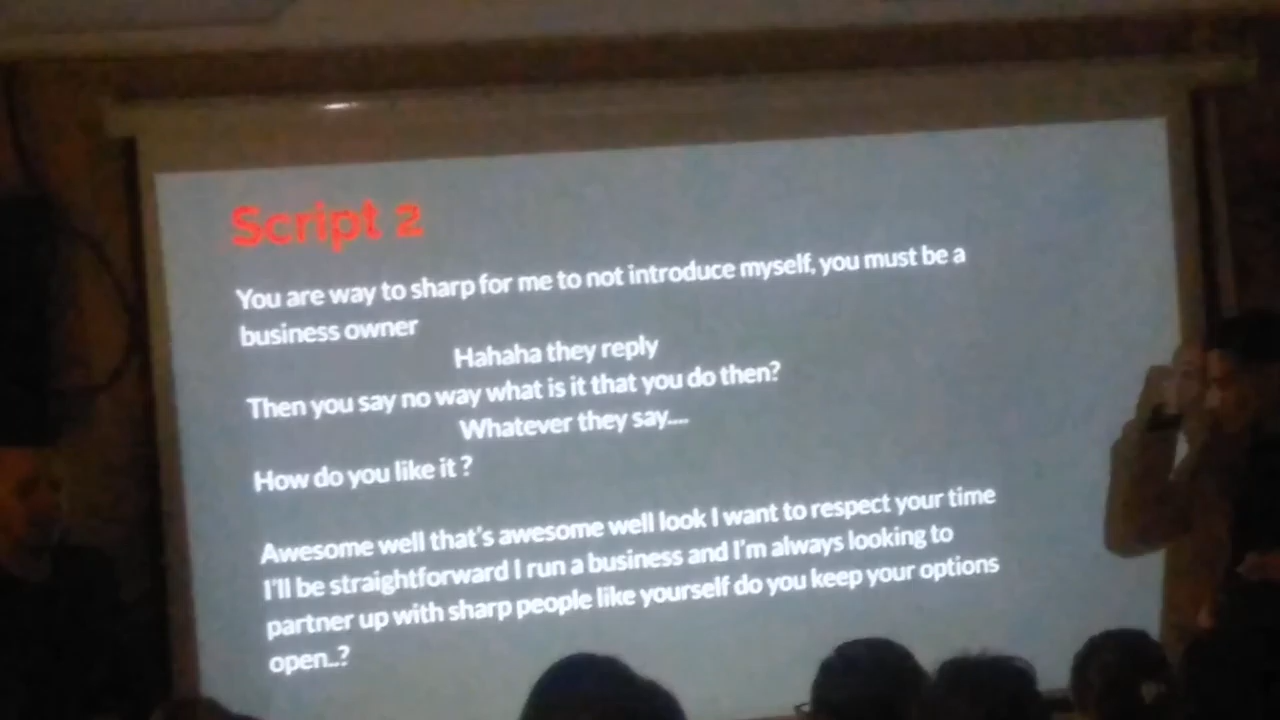 Script 2
You are way to sharp for me to not introduce myself, you must be a
business owner
Hahaha they reply
Then you say no way what is it that you do then?
Whatever they say....
How do you like it ?
Awesome well that's awesome well look I want to respect your time
I'll be straightforward I run a business and I'm always looking to
partner up with sharp people like yourself do you keep your options
open..?